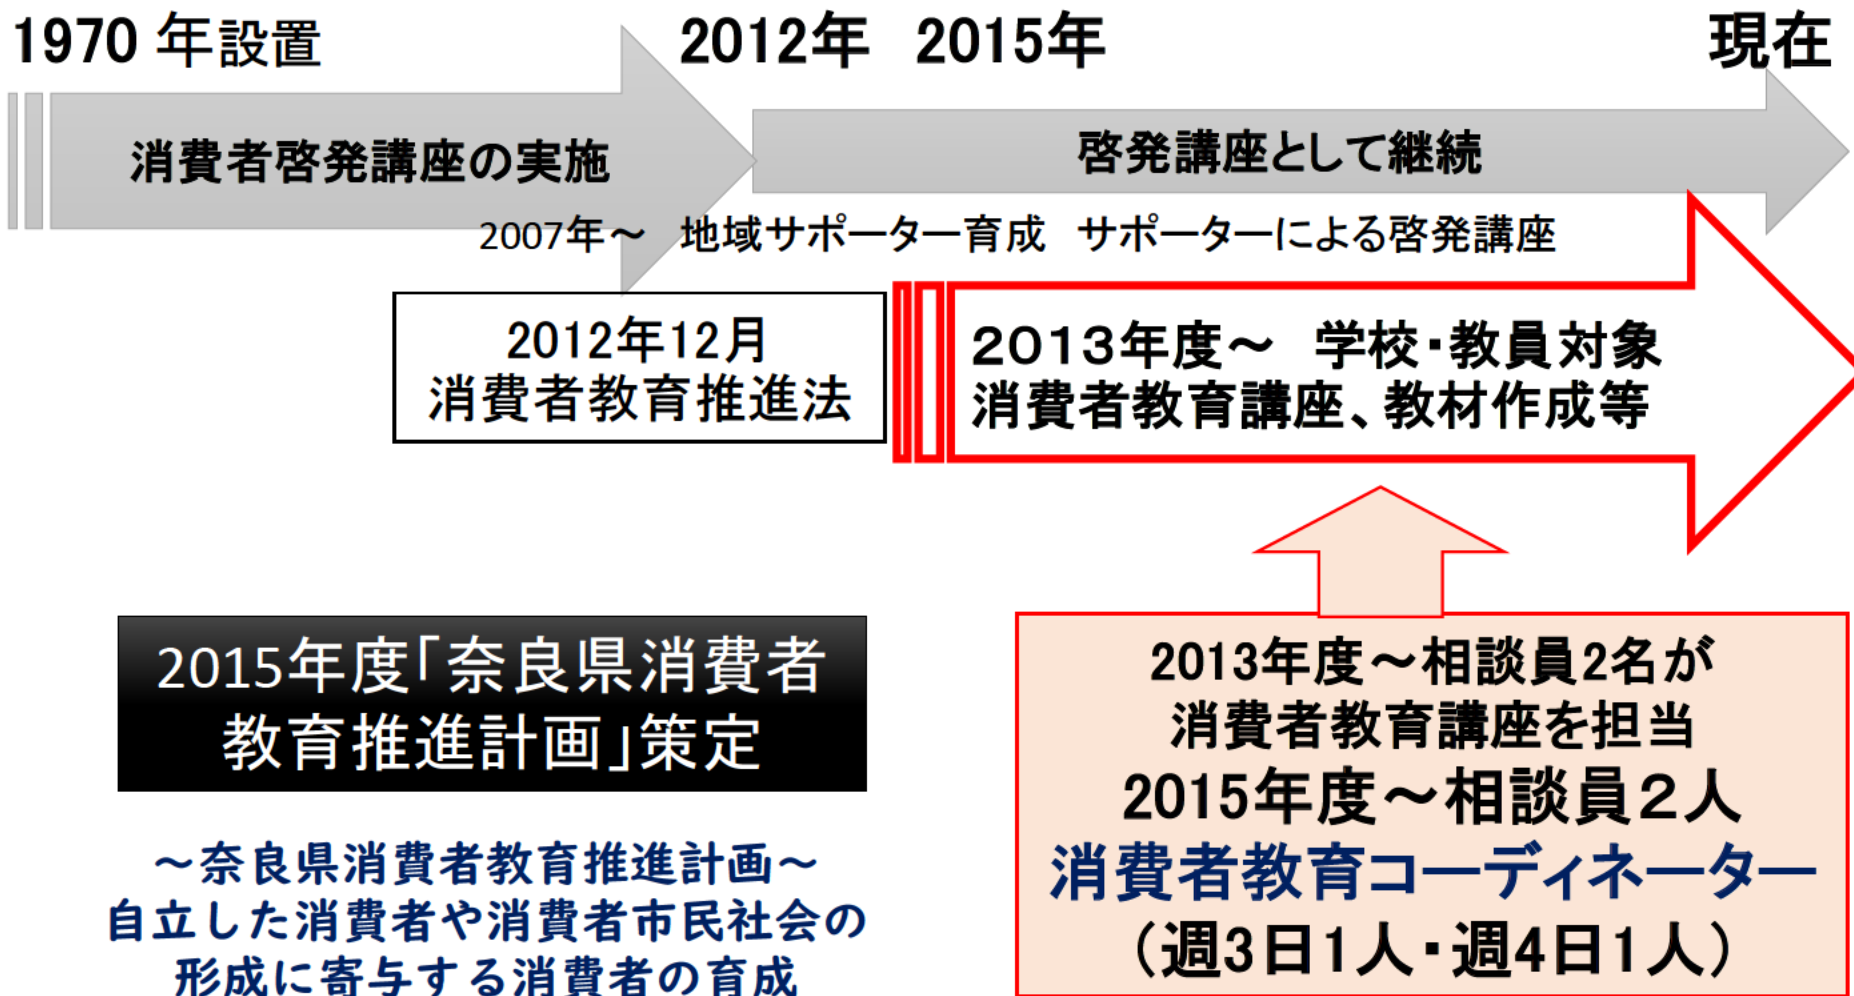 1970 年設置
2012年 2015年
現在
消費者啓発講座の実施
啓発講座として継続
2007年～ 地域サポーター育成 サポーターによる啓発講座
2012年12月
消費者教育推進法
２０１３年度～ 学校・教員対象
消費者教育講座、教材作成等
2015年度「奈良県消費者
教育推進計画」策定
～奈良県消費者教育推進計画～
自立した消費者や消費者市民社会の
形成に寄与する消費者の育成
2013年度～相談員2名が
消費者教育講座を担当
2015年度～相談員２人
消費者教育コーディネーター
（週3日1人・週4日1人）